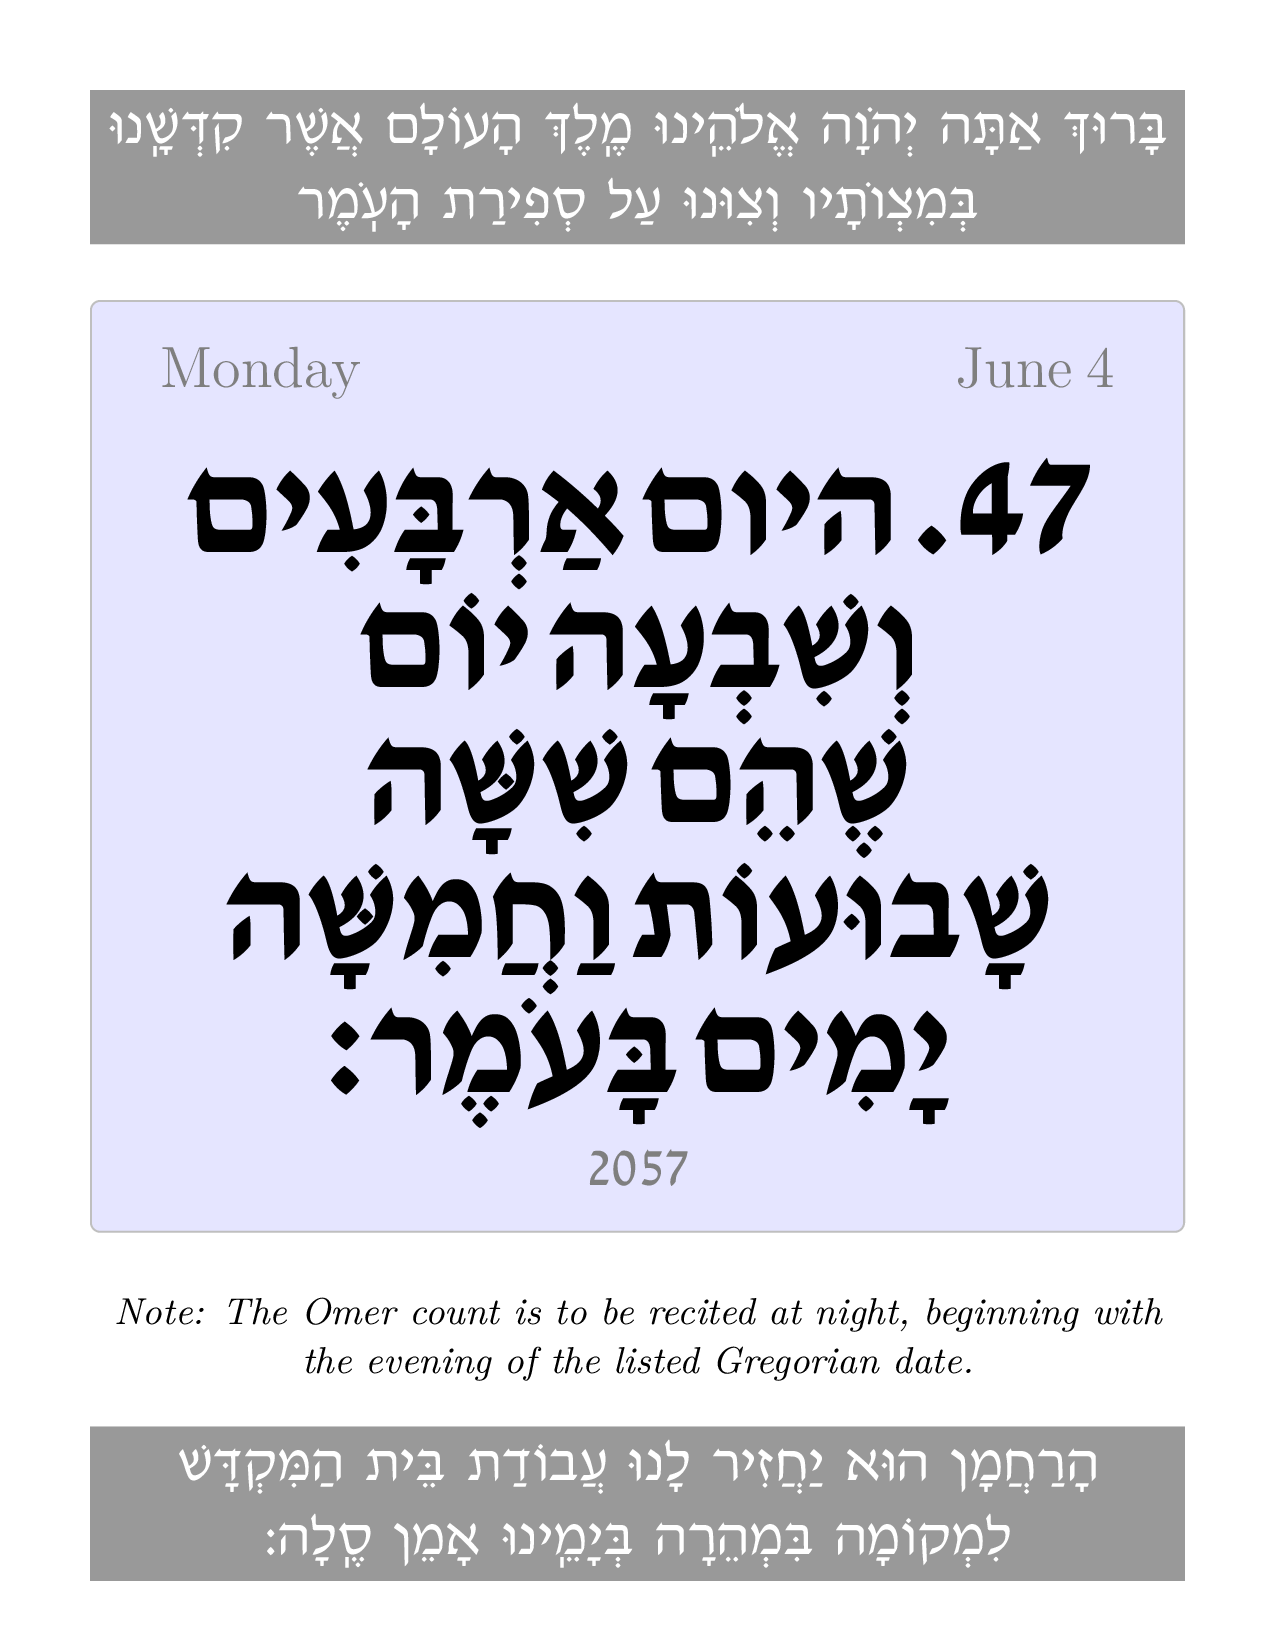 בָּרוּךְ אַתָּה יְהֹוָה אֱלֹהֵֽינוּ מֶֽלֶךְ הָעוֹלָם אֲשֶׁר קִדְּשָֽׁנוּ
בְּמִצְוֹתָיו וְצִוּנוּ עַל סְפִירַת הָעֹֽמֶר
Monday June 4
47. היום אַרְבָּעִים
וְשִׁבְעָה יוֹם
שֶׁהֵם שִׁשָּׁה
שָׁבוּעוֹת וַחֲמִשָּׁה
יָמִים בָּעֹמֶר:
2057
Note: The Omer count is to be recited at night, beginning with
the evening of the listed Gregorian date.
הָרַחֲמָן הוּא יַחֲזִיר לָנוּ עֲבוֹדַת בֵּית הַמִּקְדָּשׁ
לִמְקוֹמָהּ בִּמְהֵרָה בְּיָמֵֽינוּ אָמֵן סֶֽלָה: